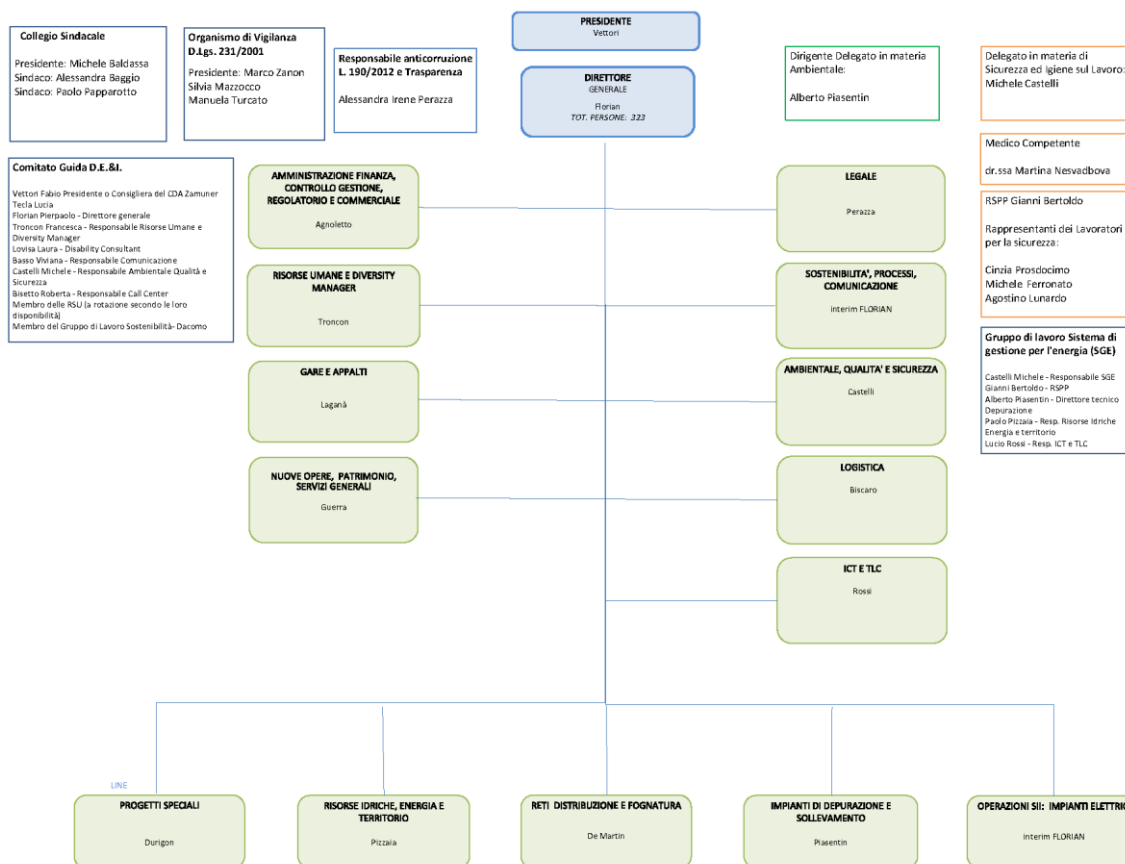 PRESIDENTE
Vettori
DIRETTORE
GENERALE
Florian
TOT. PERSONE: 323
Collegio Sindacale
Presidente: Michele Baldassa
Sindaco: Alessandra Baggio
Sindaco: Paolo Papparotto
Organismo di Vigilanza
D.Lgs. 231/2001
Presidente: Marco Zanon
Silvia Mazzocco
Manuela Turcato
Responsabile anticorruzione
L. 190/2012 e Trasparenza
Alessandra Irene Perazza
Dirigente Delegato in materia
Ambientale:
Alberto Piasentin
Delegato in materia di
Sicurezza ed Igiene sul Lavoro:
Michele Castelli
Medico Competente
dr.ssa Martina Nesvadbova
RSPP Gianni Bertoldo
Rappresentanti dei Lavoratori
per la sicurezza:
Cinzia Prosdocimo
Michele Ferronato
Agostino Lunardo
Gruppo di lavoro Sistema di
gestione per l'energia (SGE)
Castelli Michele - Responsabile SGE
Gianni Bertoldo - RSPP
Alberto Piasentin - Direttore tecnico
Depurazione
Paolo Pizzaia - Resp. Risorse Idriche
Energia e territorio
Lucio Rossi - Resp. ICT e TLC
Comitato Guida D.E.&I.
Vettori Fabio Presidente o Consigliera del CDA Zamuner
Tecla Lucia
Florian Pierpaolo - Direttore generale
Troncon Francesca - Responsabile Risorse Umane e
Diversity Manager
Lovisa Laura - Disability Consultant
Basso Viviana - Responsabile Comunicazione
Castelli Michele - Responsabile Ambientale Qualità e
Sicurezza
Bisetto Roberta - Responsabile Call Center
Membro delle RSU (a rotazione secondo le loro
disponibilità)
Membro del Gruppo di Lavoro Sostenibilità- Dacomo
AMMINISTRAZIONE FINANZA,
CONTROLLO GESTIONE,
REGOLATORIO E COMMERCIALE
Agnoletto
LEGALE
Perazza
RISORSE UMANE E DIVERSITY
MANAGER
Troncon
SOSTENIBILITA', PROCESSI,
COMUNICAZIONE
interim FLORIAN
GARE E APPALTI
Laganà
AMBIENTALE, QUALITA' E SICUREZZA
Castelli
NUOVE OPERE, PATRIMONIO,
SERVIZI GENERALI
Guerra
LOGISTICA
Biscaro
ICT E TLC
Rossi
LINE
PROGETTI SPECIALI
Durigon
RISORSE IDRICHE, ENERGIA E
TERRITORIO
Pizzaia
RETI DISTRIBUZIONE E FOGNATURA
De Martin
IMPIANTI DI DEPURAZIONE E
SOLLEVAMENTO
Piasentin
OPERAZIONI SII: IMPIANTI ELETTRIC
interim FLORIAN